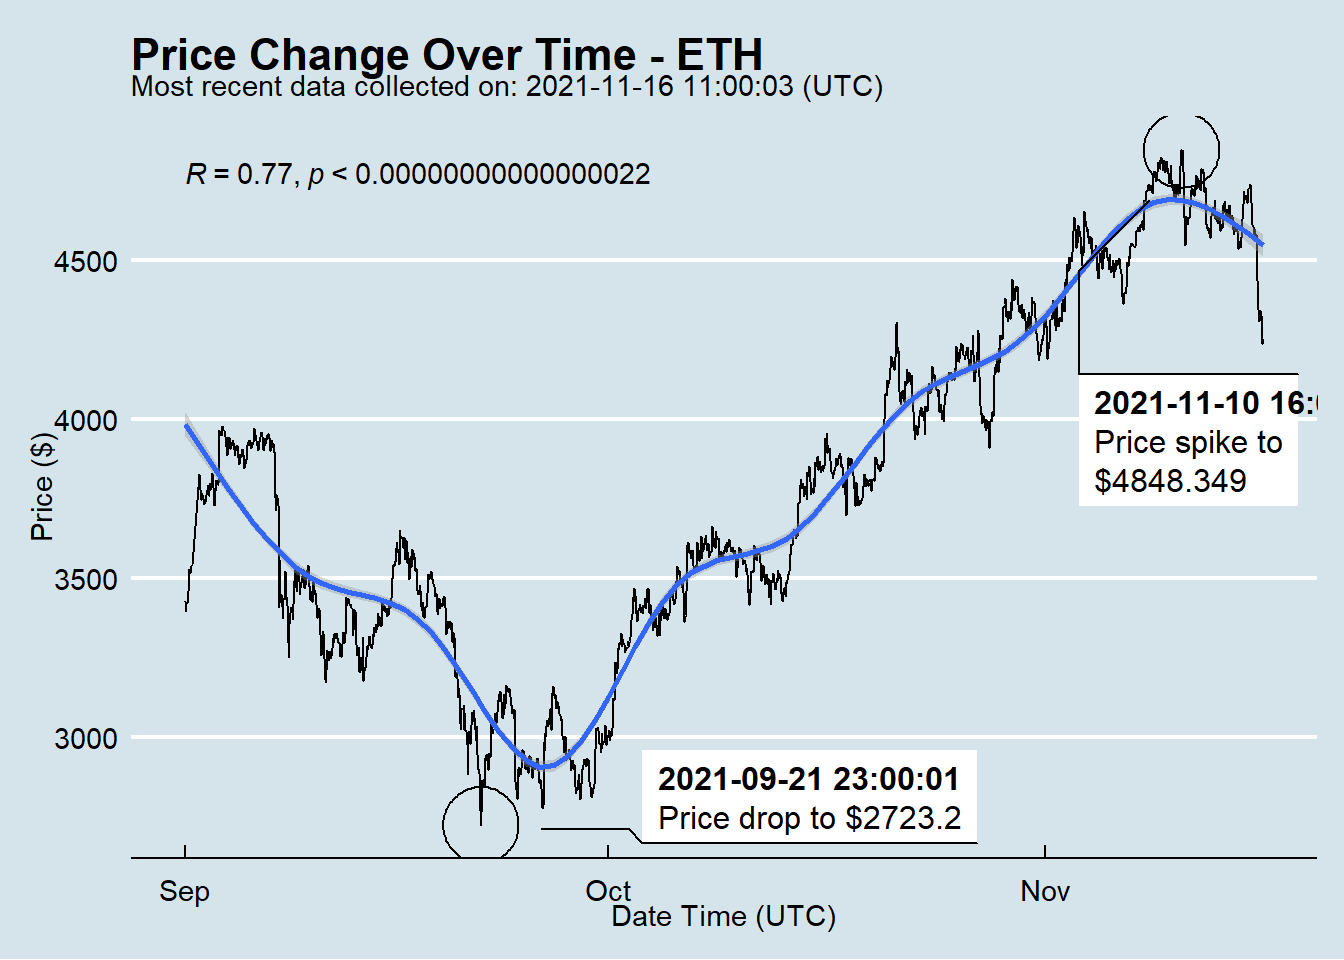 Price Change Over Time - ETH
Most recent data collected on: 2021-11-16 11:00:03 (UTC)
R = 0.77, p < 0.00000000000000022
4500
4000
3500
3000
Price ($)
2021-11-10 16:
Price spike to
$4848.349
2021-09-21 23:00:01
Price drop to $2723.2
Sep
Oct
Nov
Date Time (UTC)